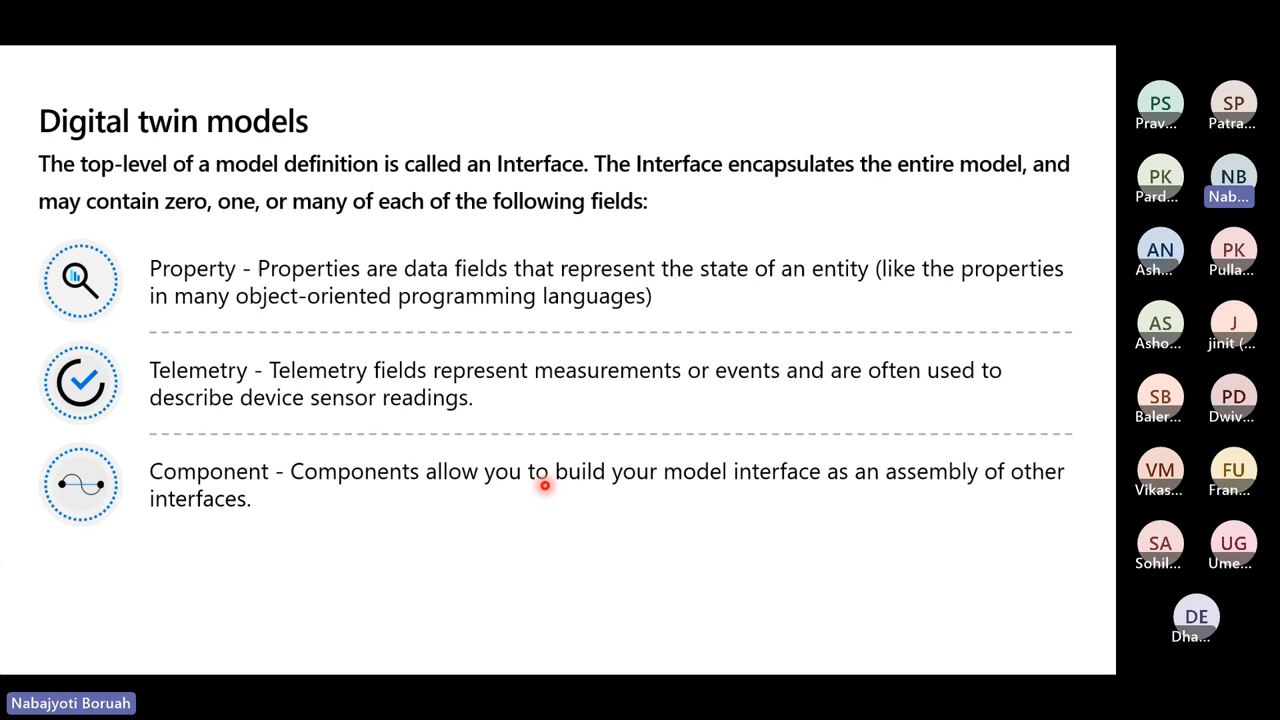 Digital twin models
The top-level of a model definition is called an Interface. The Interface encapsulates the entire model, and
may contain zero, one, or many of each of the following fields:
Property - Properties are data fields that represent the state of an entity (like the properties
in many object-oriented programming languages)
Telemetry - Telemetry fields represent measurements or events and are often used to
describe device sensor readings.
Component - Components allow you to build your model interface as an assembly of other
interfaces.
PS SP
Prav... Patra...
PK NB
Pard... Nab...
AN PK
Ash... Pulla...
AS J
Asho... jinit (...
SB PD
Baler... Dwiv...
VM FU
Vikas... Fran...
SA UG
Sohil... Ume...
DE
Dha...
Nabajyoti Boruah